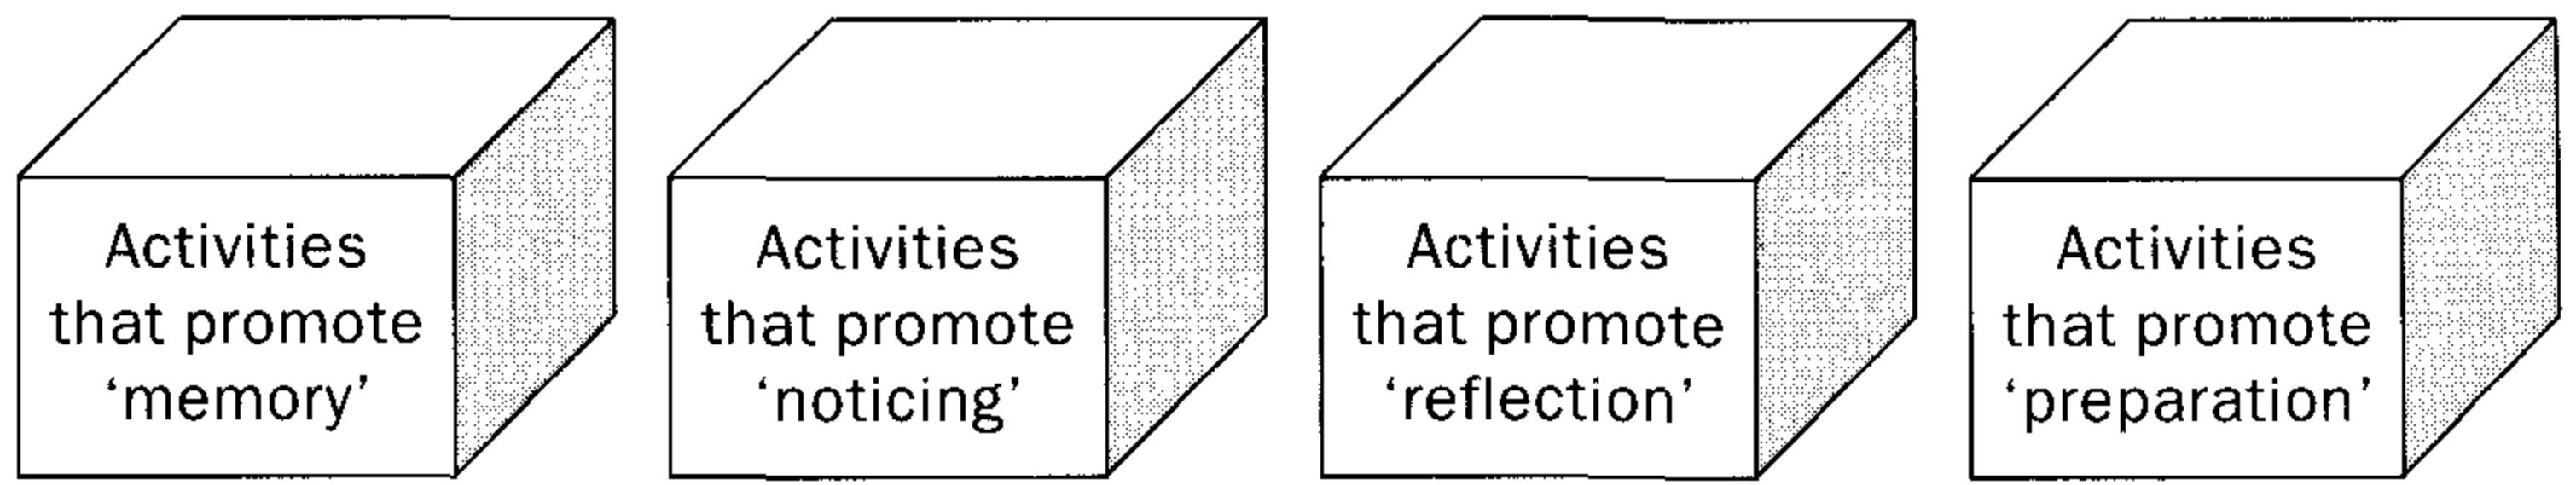 Activities
that promote
‘memory’
Activities
that promote
‘noticing’
Activities
that promote
‘reflection’
Activities
that promote
‘preparation’